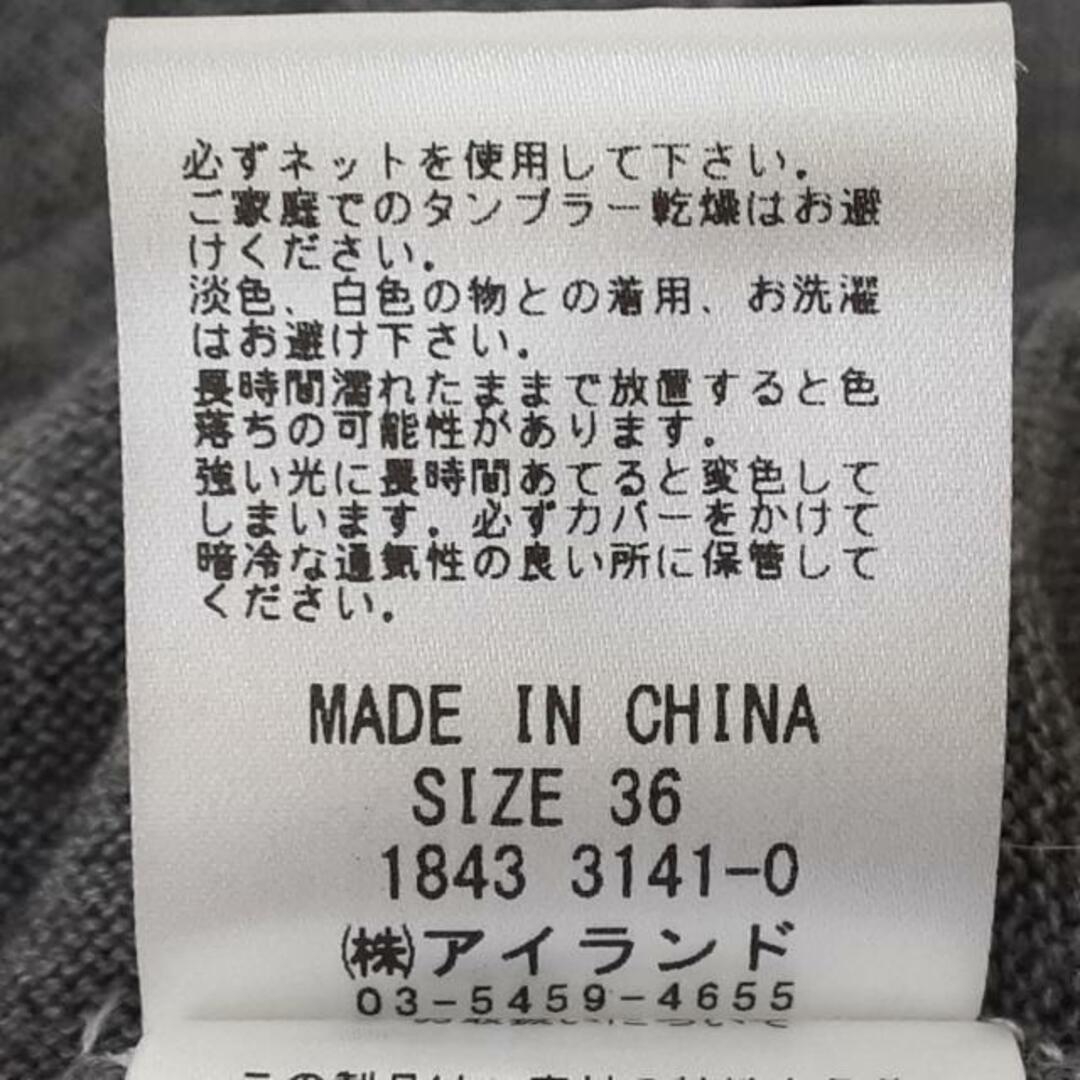 必ずネットを使用して下さい.
ご家庭でのタンブラー乾燥はお避
けください.
淡色、白色の物との着用、お洗濯
はお避け下さい.
長時間濡れたままで放置すると色
落ちの可能性があります.
強い光に長時間あてると変色して
しまいます. 必ずカバーをかけて
暗冷な通気性の良い所に保管して
ください.
MADE IN CHINA
SIZE 36
1843 3141-0
㈱アイランド
03-5459-4655